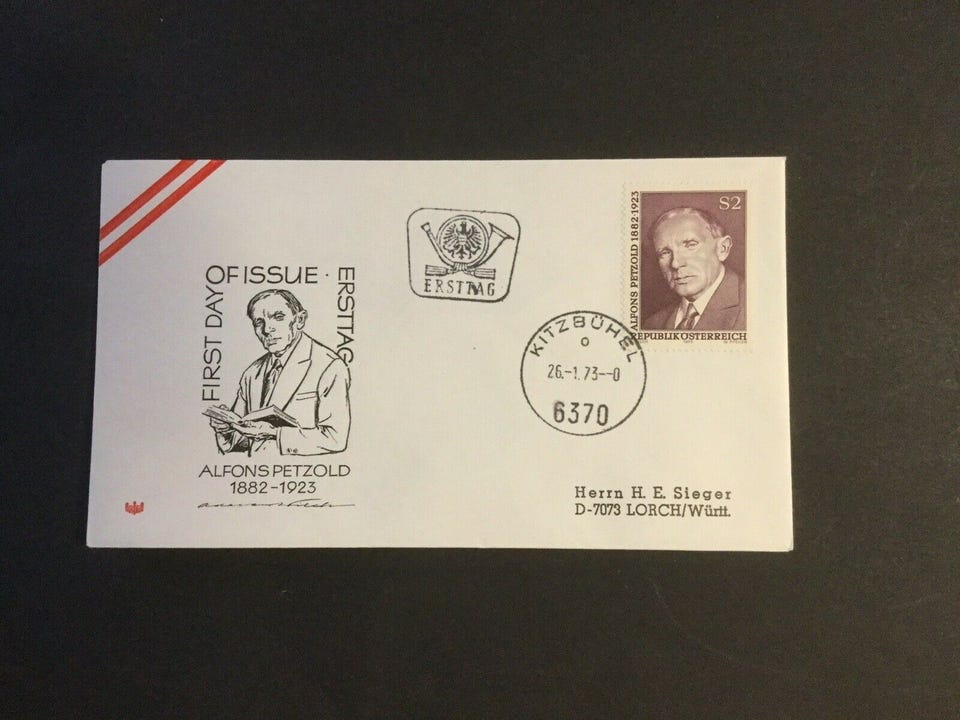 FIRST DAY OF ISSUE · ERSTTAG
ALFONS PETZOLD
1882-1923
ERSTTAG
KITZBÜHEL
26.-1.73--0
6370
S2
ALFONS PETZOLD 1882-1923
REPUBLIK ÖSTERREICH
Herrn H. E. Sieger
D-7073 LORCH/Württ.